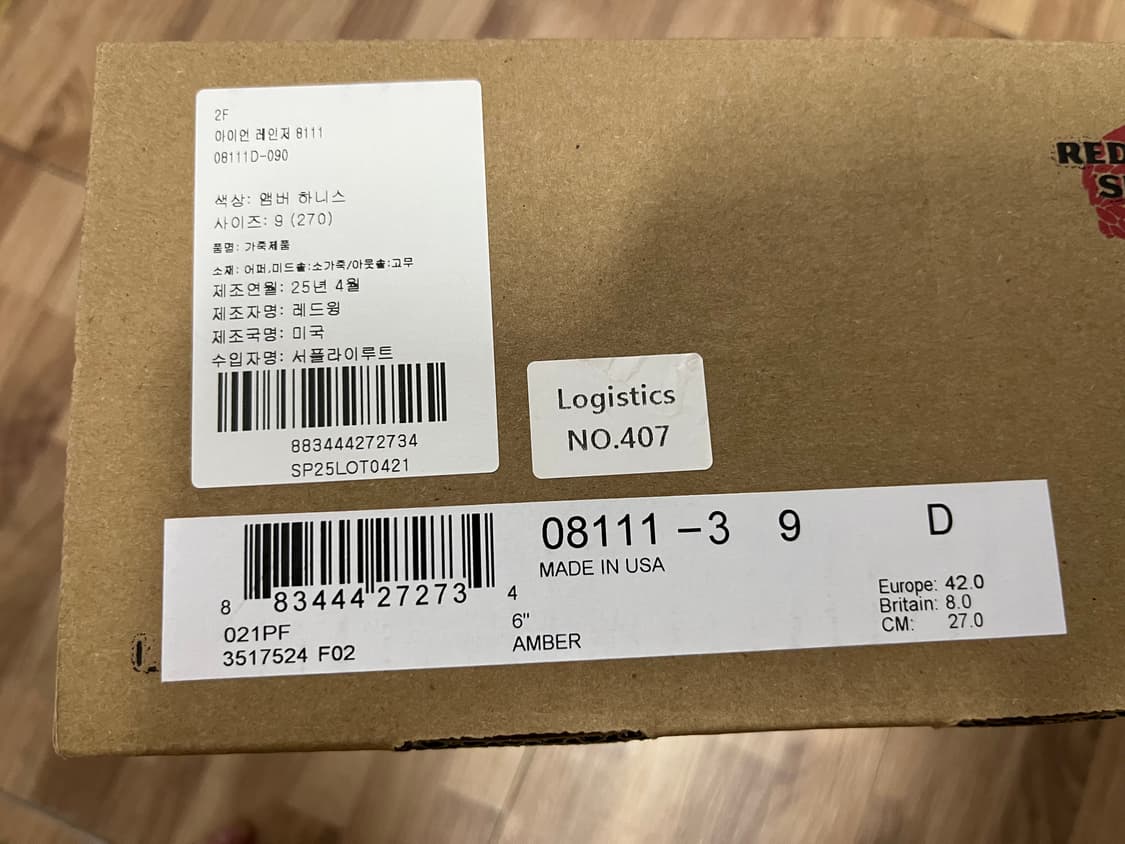 2F
아이언 레인저 8111
08111D-090
색상: 앰버 하니스
사이즈: 9 (270)
품명: 가죽제품
소재: 어퍼,미드솔:소가죽/아웃솔:고무
제조연월: 25년 4월
제조자명: 레드윙
제조국명: 미국
수입자명: 서플라이루트
883444272734
SP25LOT0421
Logistics
NO.407
RED
S
8 83444 27273 4
021PF
3517524 F02
08111 -3 9 D
MADE IN USA
6"
AMBER
Europe: 42.0
Britain: 8.0
CM: 27.0